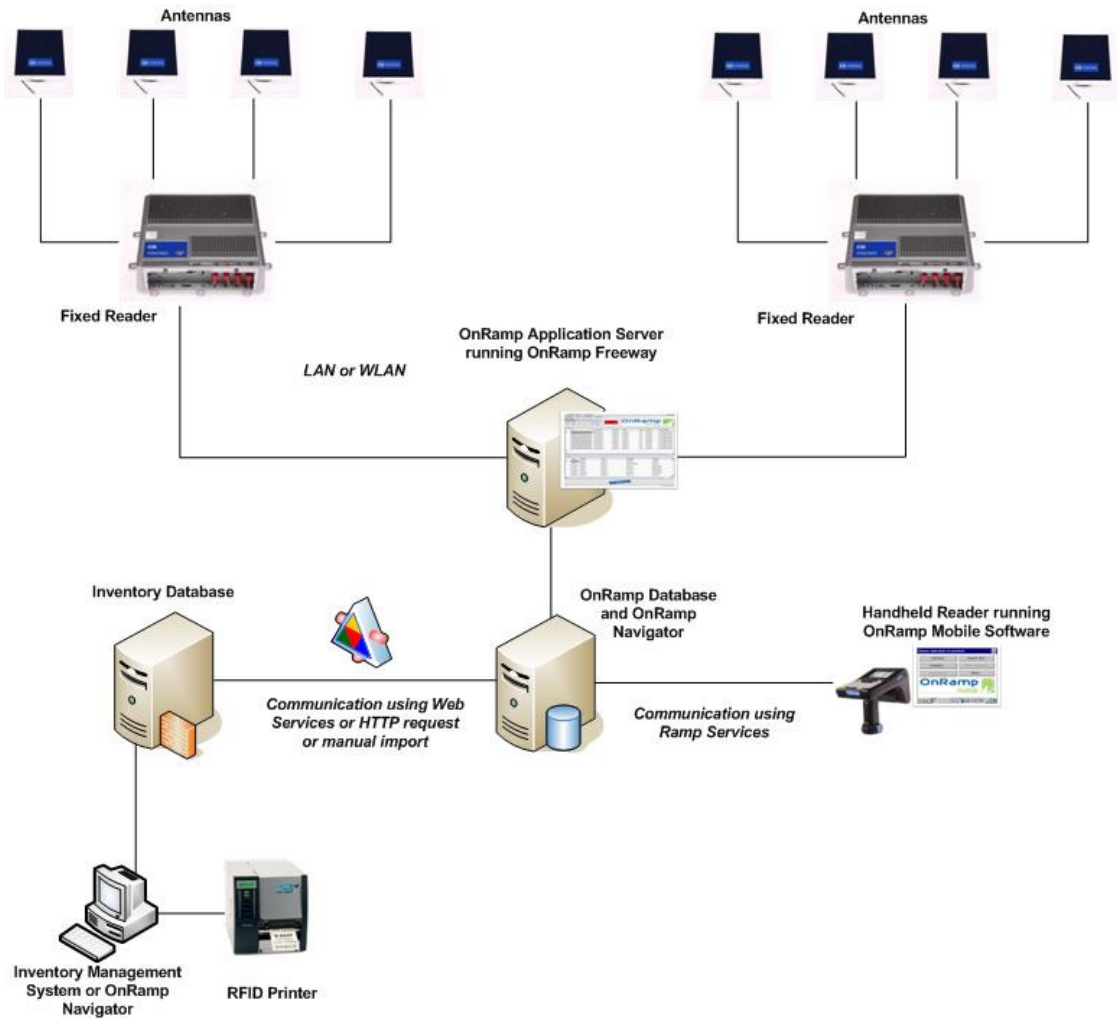 Antennas
Antennas
Fixed Reader
Fixed Reader
OnRamp Application Server
running OnRamp Freeway
LAN or WLAN
OnRamp
Inventory Database
OnRamp Database
and OnRamp
Navigator
Handheld Reader running
OnRamp Mobile Software
OnRamp
mobile
Communication using Web
Services or HTTP request
or manual import
Communication using
Ramp Services
Inventory Management
System or OnRamp
Navigator
RFID Printer